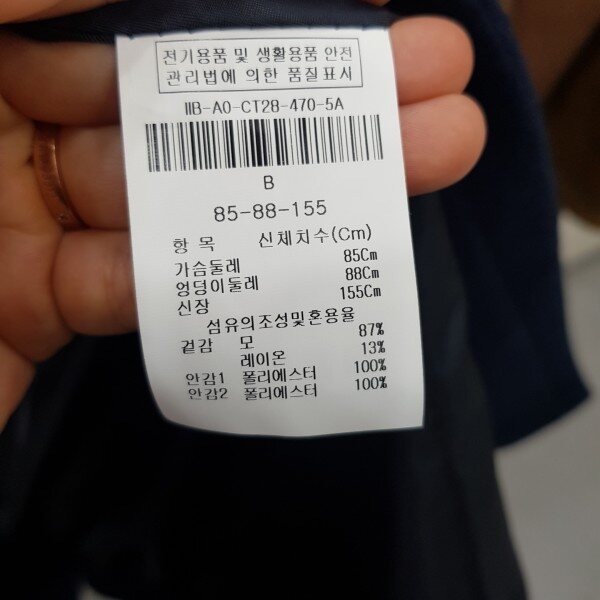 전기용품 및 생활용품 안전
관리법에 의한 품질표시
IIB-A0-CT28-470-5A
B
85-88-155
항 목 신체치수(Cm)
가슴둘레 85Cm
엉덩이둘레 88Cm
신장 155Cm
섬유의조성및혼용율
겉감 모 87%
레이온 13%
안감1 폴리에스터 100%
안감2 폴리에스터 100%